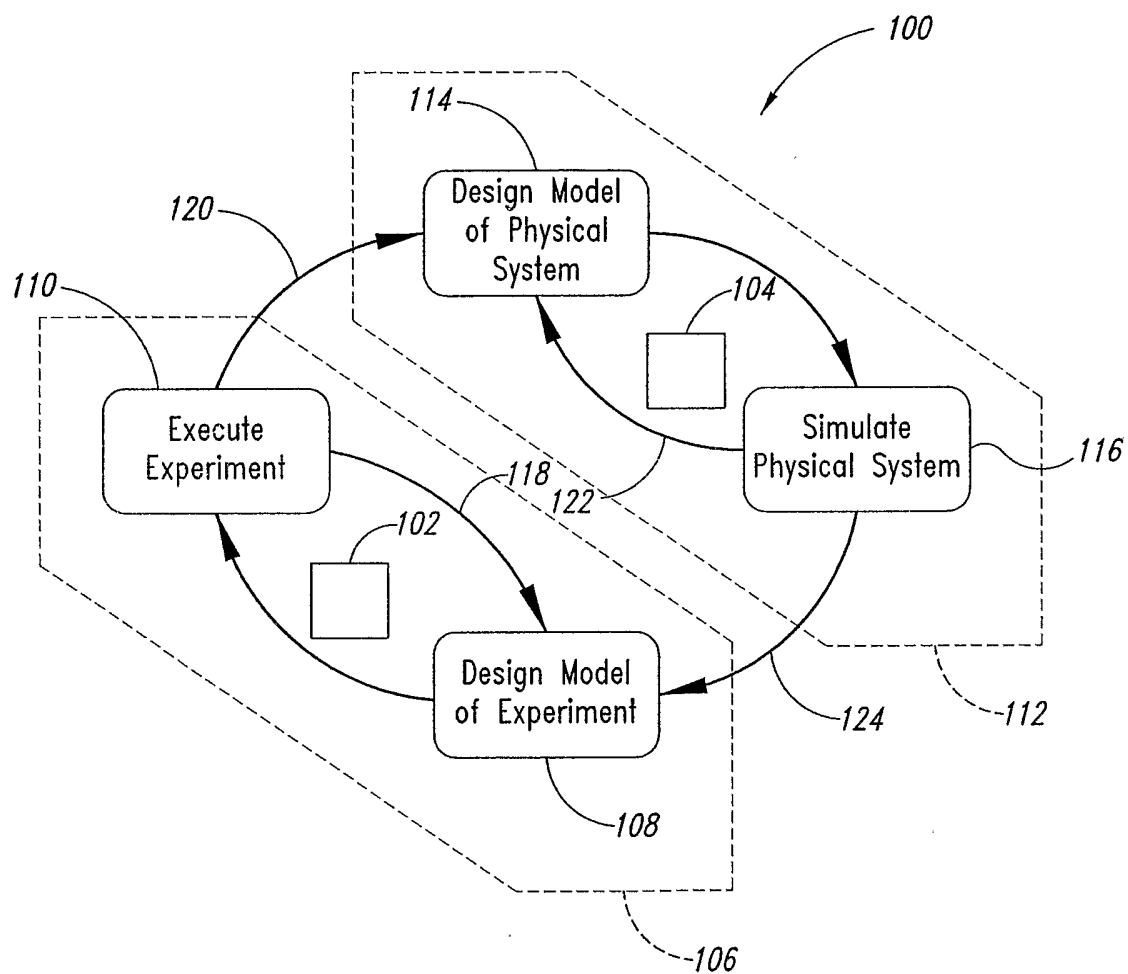 100
114
Design Model
of Physical
System
120
110
104
Execute
Experiment
Simulate
Physical System
116
118
122
102
Design Model
of Experiment
124
112
108
106